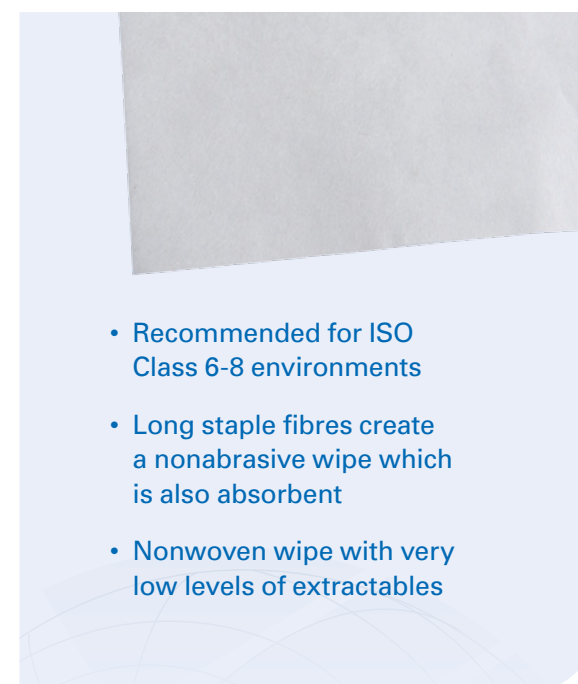 • Recommended for ISO
Class 6-8 environments
• Long staple fibres create
a nonabrasive wipe which
is also absorbent
• Nonwoven wipe with very
low levels of extractables